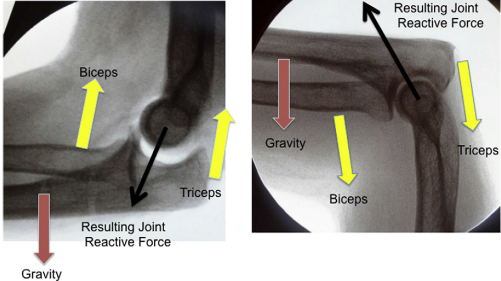 Biceps
Triceps
Resulting Joint
Reactive Force
Gravity
Resulting Joint
Reactive Force
Gravity
Triceps
Biceps